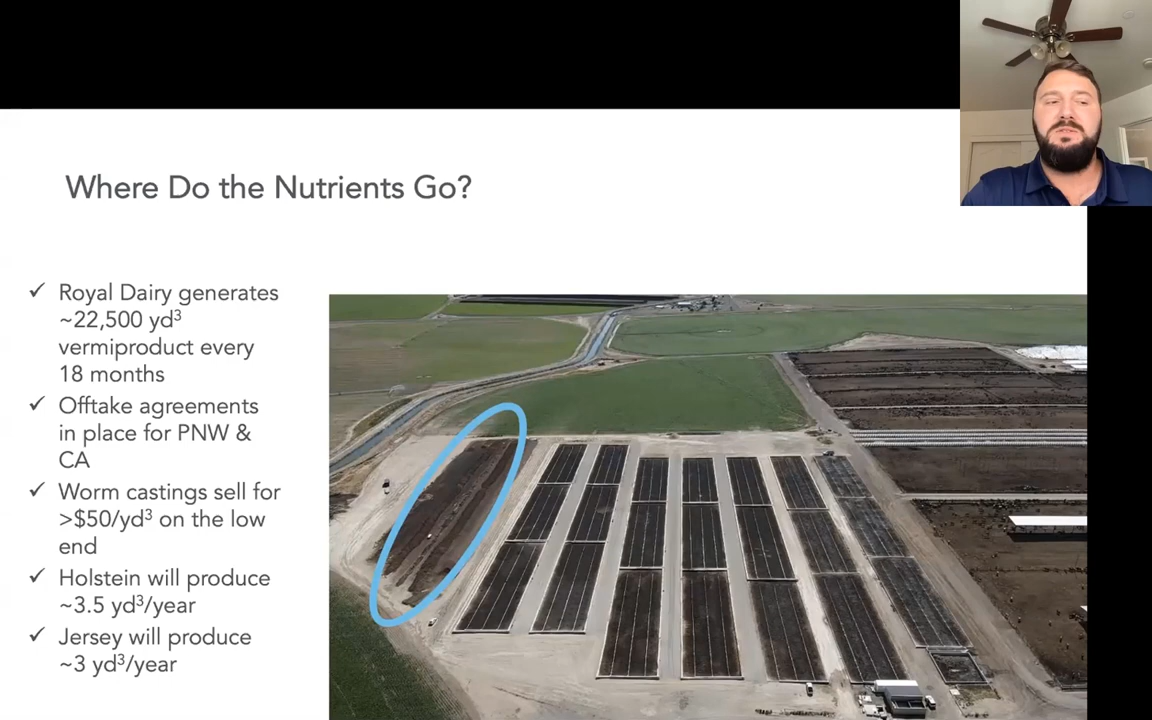 Where Do the Nutrients Go?
✓ Royal Dairy generates
~22,500 yd³
vermiproduct every
18 months
✓ Offtake agreements
in place for PNW &
CA
✓ Worm castings sell for
>$50/yd³ on the low
end
✓ Holstein will produce
~3.5 yd³/year
✓ Jersey will produce
~3 yd³/year